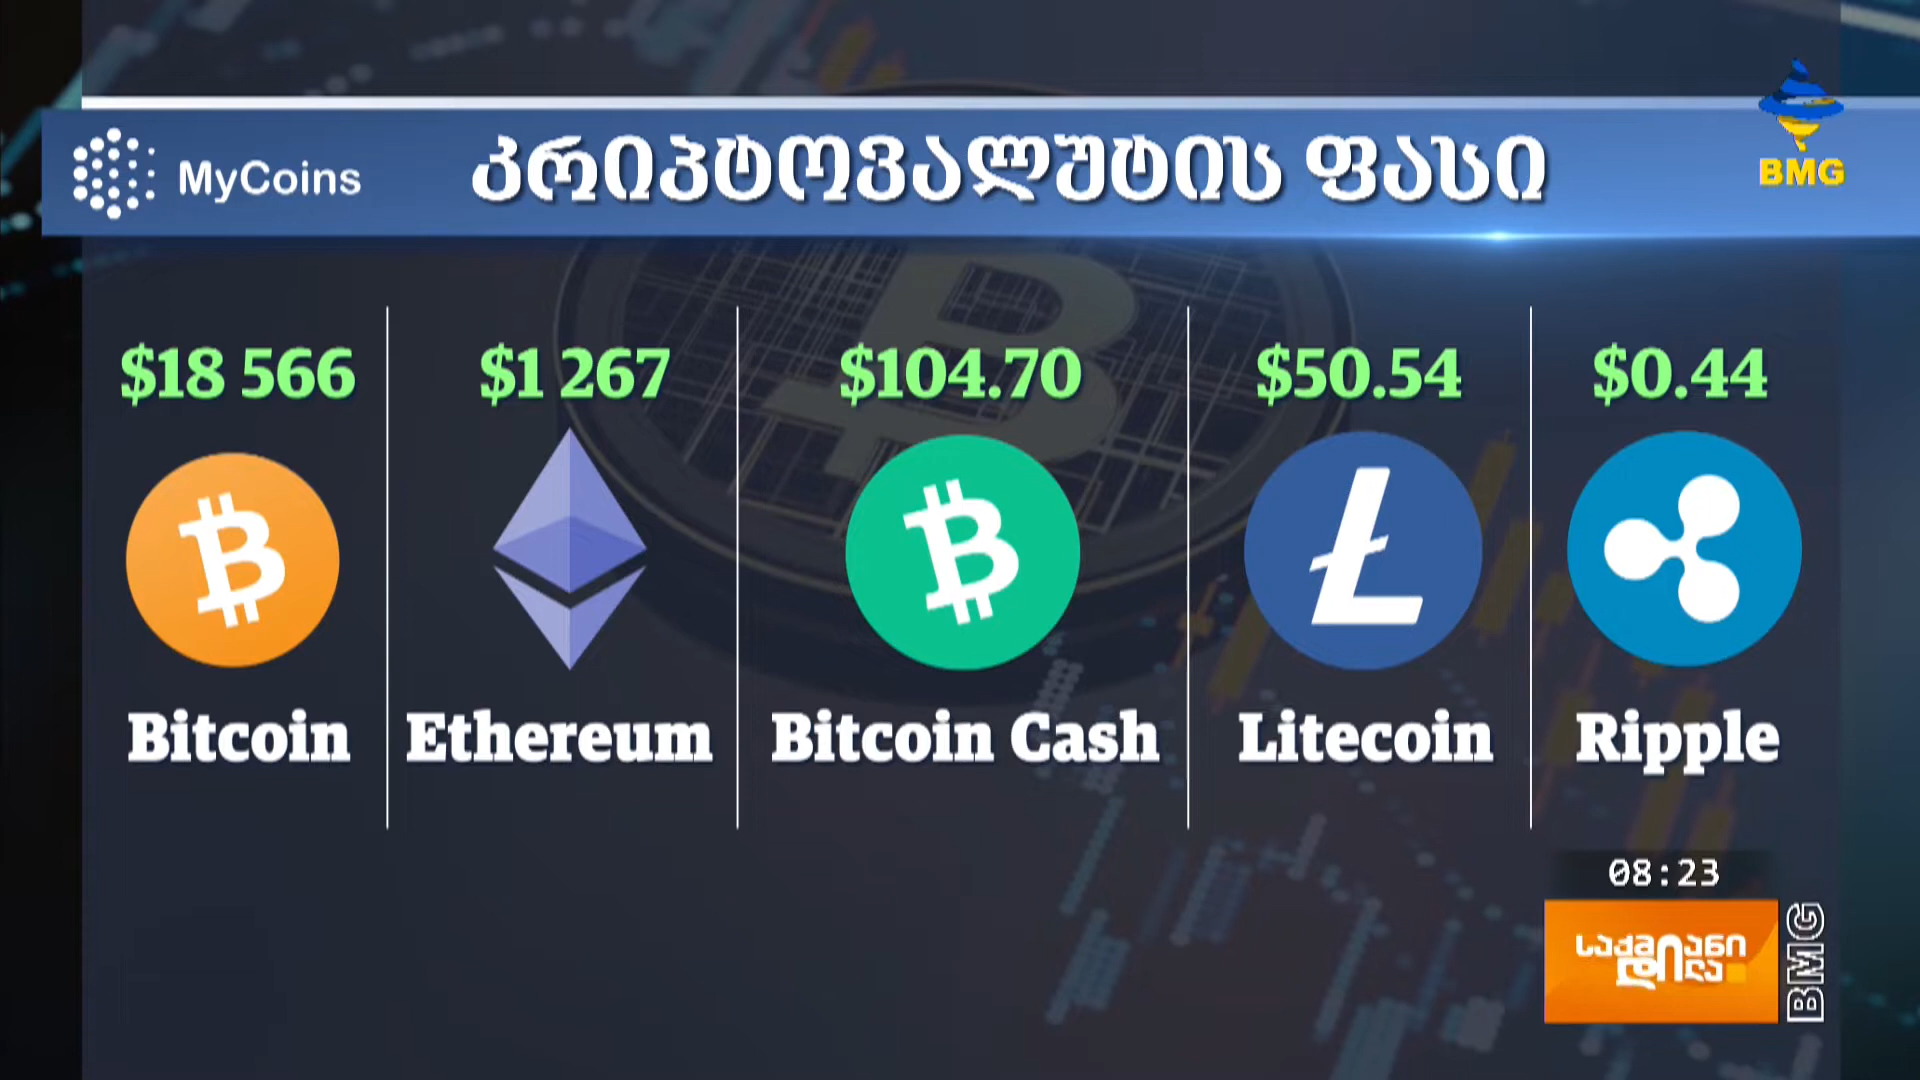 MyCoins
კრიპტოვალუტის ფასი
BMG
$18 566
$1 267
$104.70
$50.54
$0.44
Bitcoin
Ethereum
Bitcoin Cash
Litecoin
Ripple
08:23
საქმიანი
დილა
BMG